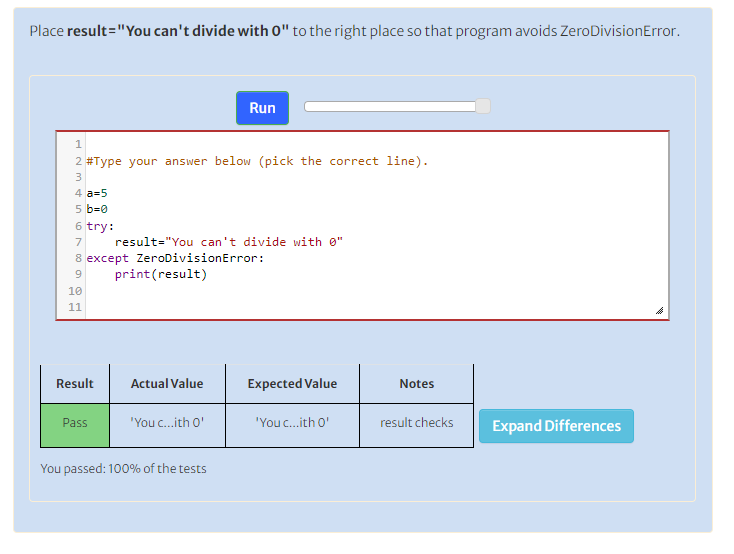 Place result="You can't divide with 0" to the right place so that program avoids ZeroDivisionError.
Run
1
2 #Type your answer below (pick the correct line).
3
4 a=5
5 b=0
6 try:
7     result="You can't divide with 0"
8 except ZeroDivisionError:
9     print(result)
10
11
Result Actual Value Expected Value Notes
Pass 'You c...ith 0' 'You c...ith 0' result checks Expand Differences
You passed: 100% of the tests